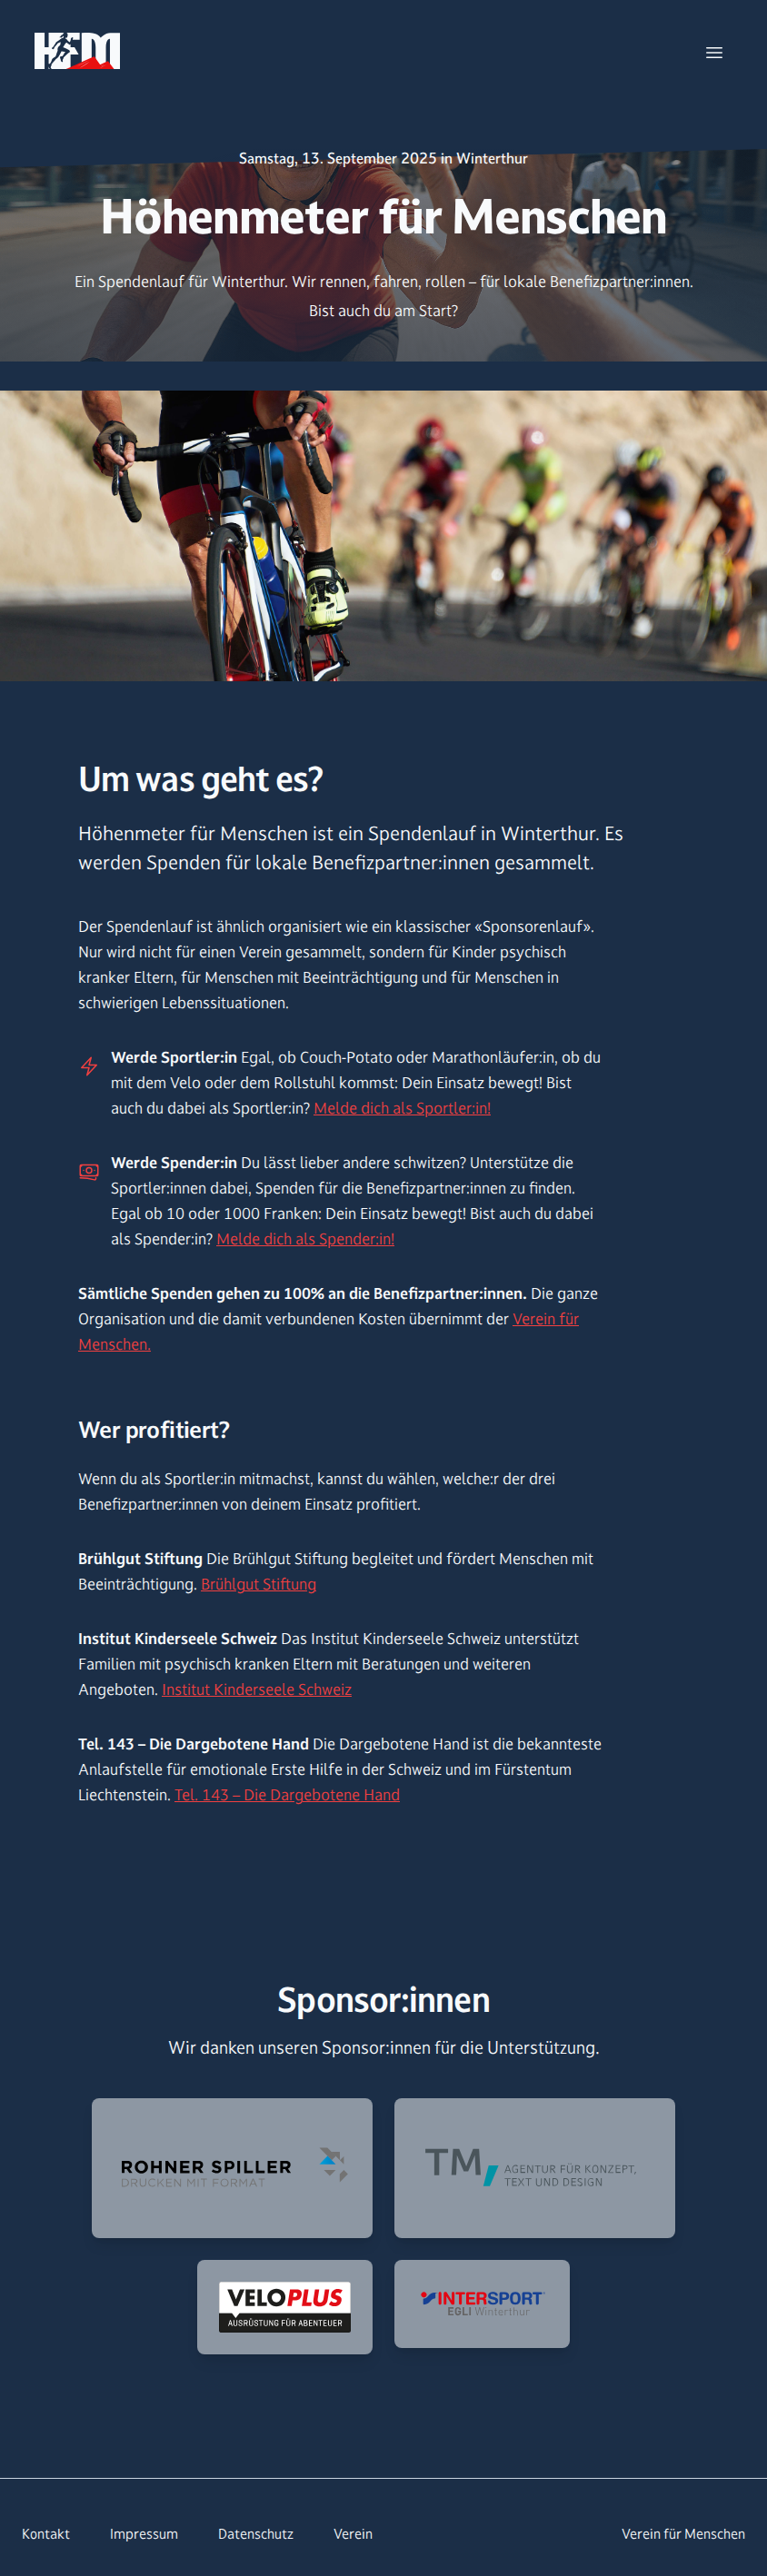 HFM
Samstag, 13. September 2025 in Winterthur
Höhenmeter für Menschen
Ein Spendenlauf für Winterthur. Wir rennen, fahren, rollen – für lokale Benefizpartner:innen.
Bist auch du am Start?
Um was geht es?
Höhenmeter für Menschen ist ein Spendenlauf in Winterthur. Es
werden Spenden für lokale Benefizpartner:innen gesammelt.
Der Spendenlauf ist ähnlich organisiert wie ein klassischer «Sponsorenlauf».
Nur wird nicht für einen Verein gesammelt, sondern für Kinder psychisch
kranker Eltern, für Menschen mit Beeinträchtigung und für Menschen in
schwierigen Lebenssituationen.
Werde Sportler:in Egal, ob Couch-Potato oder Marathonläufer:in, ob du
mit dem Velo oder dem Rollstuhl kommst: Dein Einsatz bewegt! Bist
auch du dabei als Sportler:in? Melde dich als Sportler:in!
Werde Spender:in Du lässt lieber andere schwitzen? Unterstütze die
Sportler:innen dabei, Spenden für die Benefizpartner:innen zu finden.
Egal ob 10 oder 1000 Franken: Dein Einsatz bewegt! Bist auch du dabei
als Spender:in? Melde dich als Spender:in!
Sämtliche Spenden gehen zu 100% an die Benefizpartner:innen. Die ganze
Organisation und die damit verbundenen Kosten übernimmt der Verein für
Menschen.
Wer profitiert?
Wenn du als Sportler:in mitmachst, kannst du wählen, welche:r der drei
Benefizpartner:innen von deinem Einsatz profitiert.
Brühlgut Stiftung Die Brühlgut Stiftung begleitet und fördert Menschen mit
Beeinträchtigung. Brühlgut Stiftung
Institut Kinderseele Schweiz Das Institut Kinderseele Schweiz unterstützt
Familien mit psychisch kranken Eltern mit Beratungen und weiteren
Angeboten. Institut Kinderseele Schweiz
Tel. 143 – Die Dargebotene Hand Die Dargebotene Hand ist die bekannteste
Anlaufstelle für emotionale Erste Hilfe in der Schweiz und im Fürstentum
Liechtenstein. Tel. 143 – Die Dargebotene Hand
Sponsor:innen
Wir danken unseren Sponsor:innen für die Unterstützung.
ROHNER SPILLER
DRUCKEN MIT FORMAT
TM, AGENTUR FÜR KONZEPT,
TEXT UND DESIGN
VELOPLUS
AUSRÜSTUNG FÜR ABENTEUER
INTERSPORT
EGLI Winterthur
Kontakt Impressum Datenschutz Verein Verein für Menschen